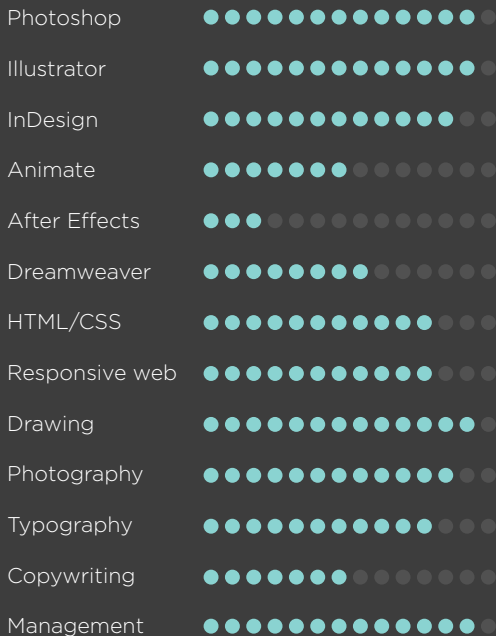 Photoshop
Illustrator
InDesign
Animate
After Effects
Dreamweaver
HTML/CSS
Responsive web
Drawing
Photography
Typography
Copywriting
Management